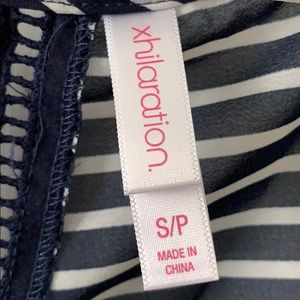 xhilaration.
S/P
MADE IN
CHINA